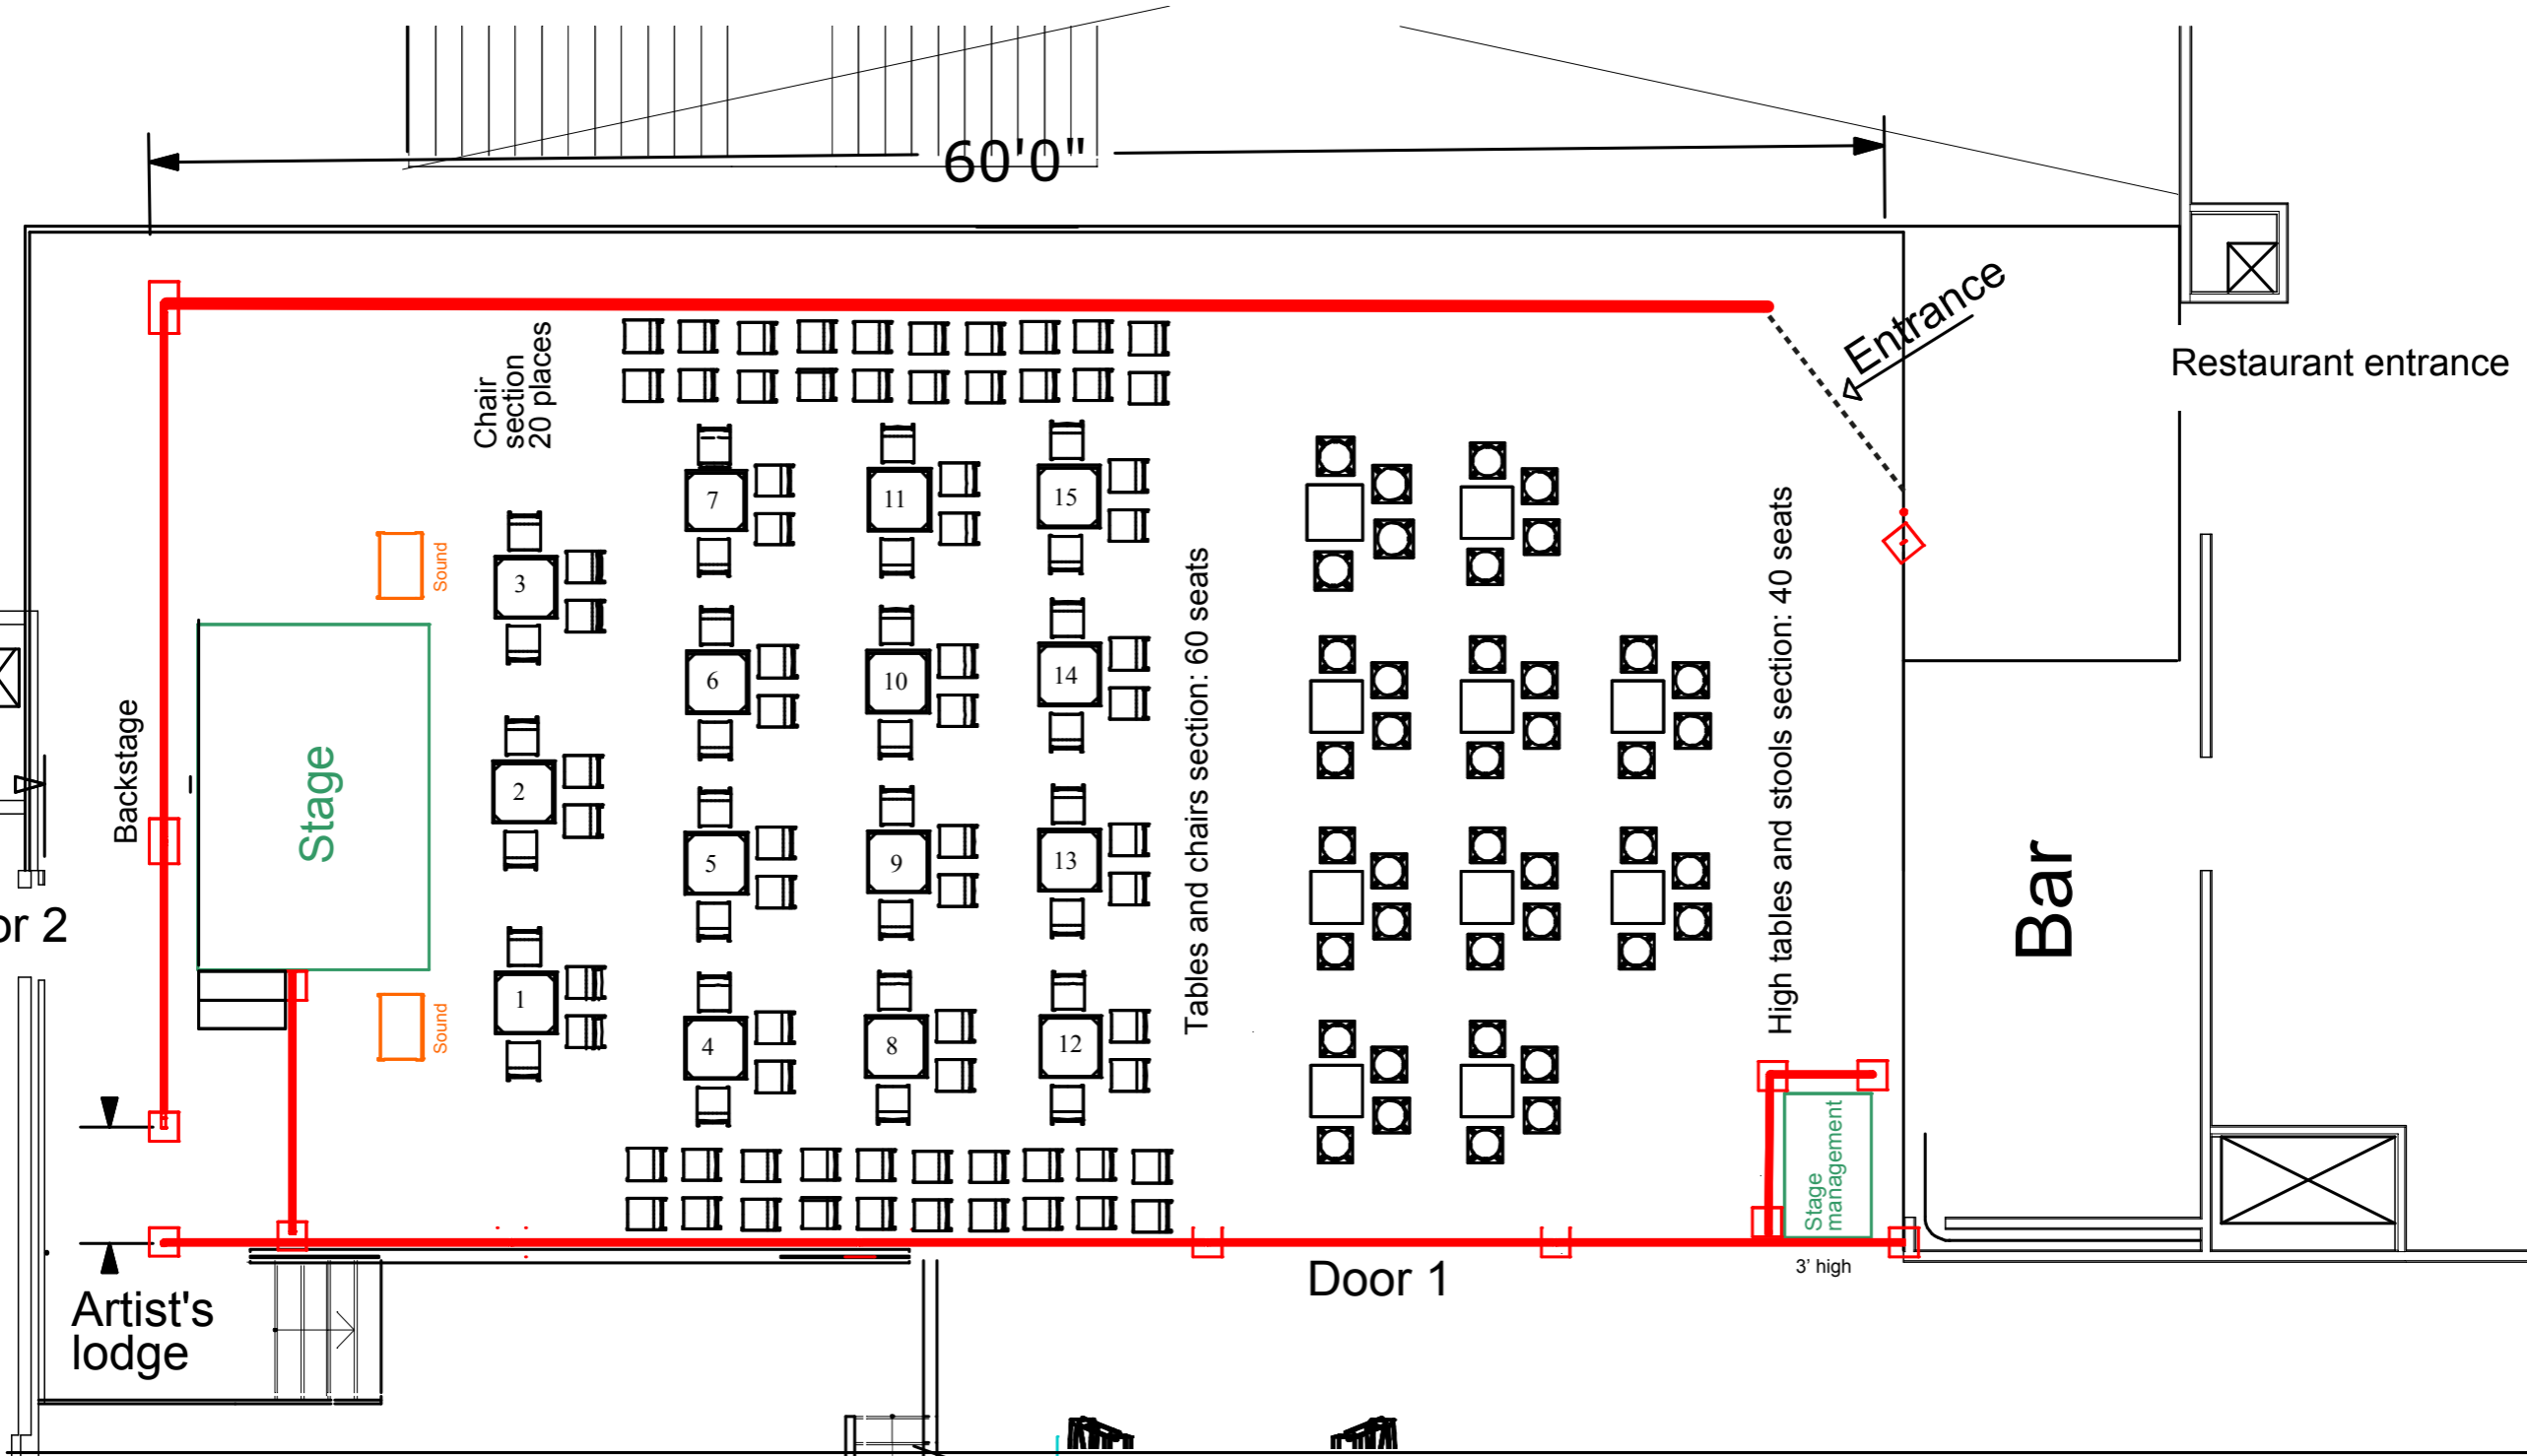 60'0"
Entrance
Restaurant entrance
Chair
section
20 places
7
11
15
Sound
3
6
10
14
Tables and chairs section: 60 seats
High tables and stools section: 40 seats
Backstage
Stage
2
5
9
13
Bar
or 2
1
Sound
4
8
12
Stage
management
3' high
Door 1
Artist's
lodge